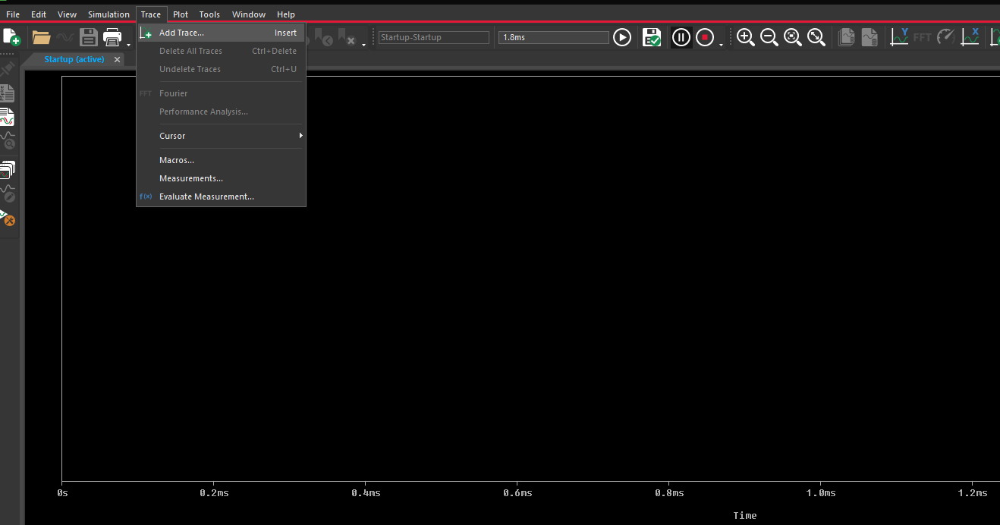 File Edit View Simulation Trace Plot Tools Window Help
Startup-Startup 1.8ms Y FFT X
Startup (active)
Add Trace... Insert
Delete All Traces Ctrl+Delete
Undelete Traces Ctrl+U
FFT Fourier
Performance Analysis...
Cursor
Macros...
Measurements...
f(x) Evaluate Measurement...
PSpice
0s 0.2ms 0.4ms 0.6ms 0.8ms 1.0ms 1.2ms
Time